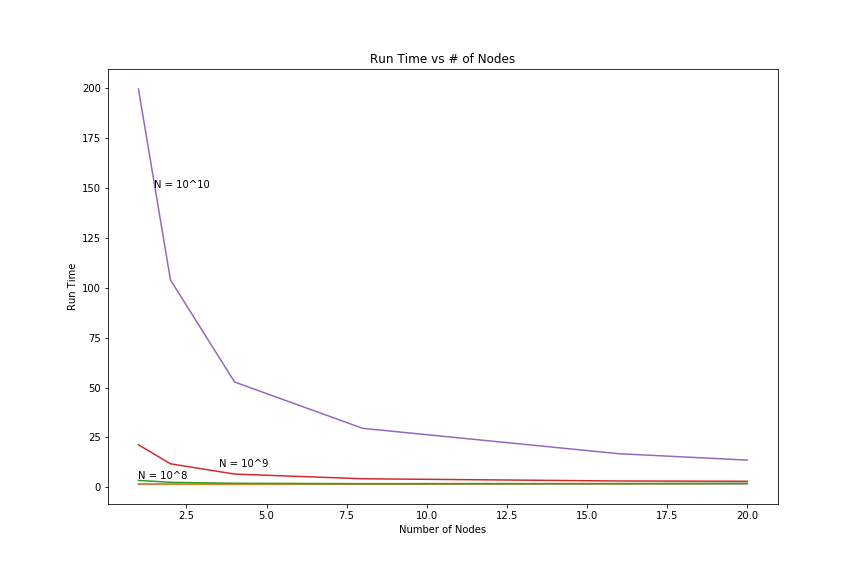 Run Time vs # of Nodes
200
175
150
125
100
75
50
25
0
Run Time
N = 10^10
N = 10^9
N = 10^8
2.5 5.0 7.5 10.0 12.5 15.0 17.5 20.0
Number of Nodes